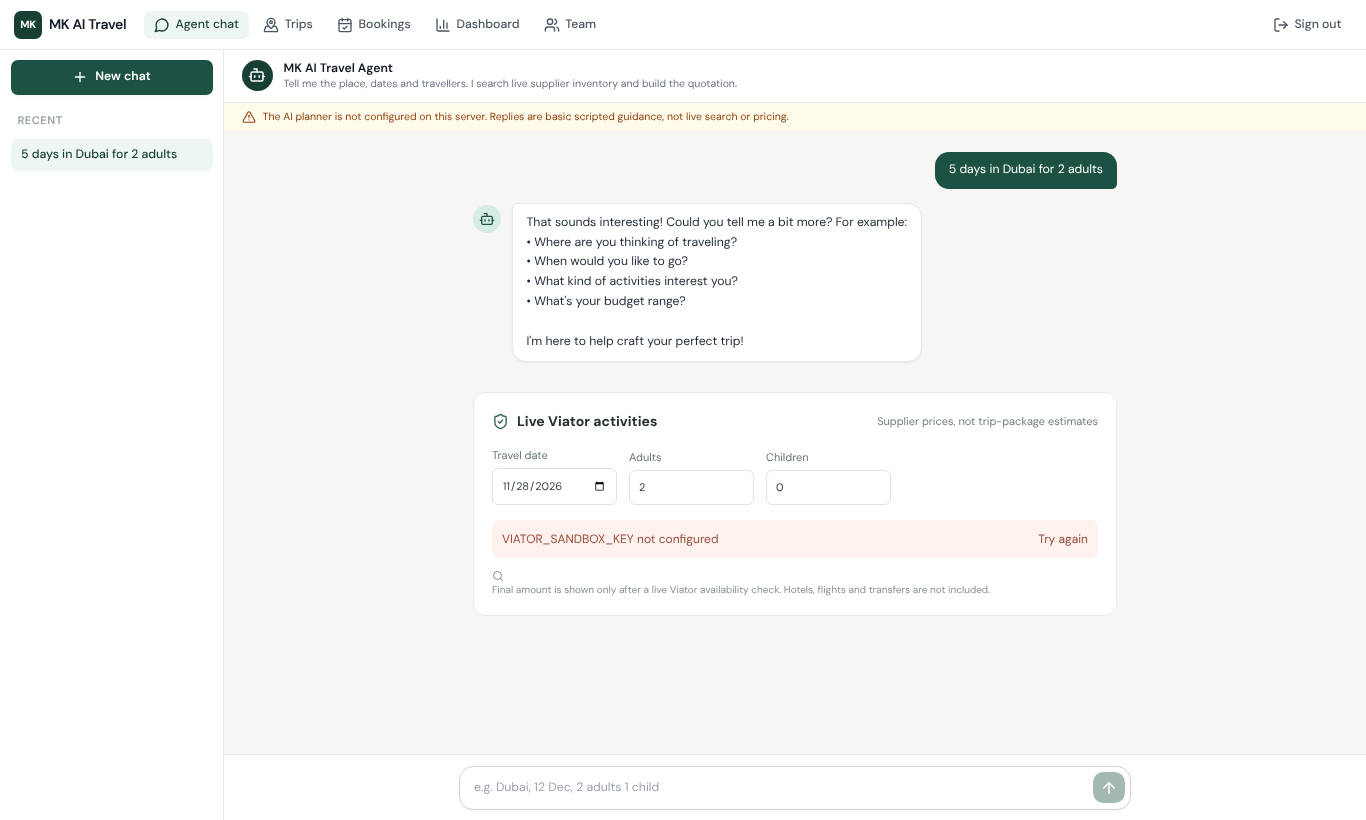 MK MK AI Travel Agent chat Trips Bookings Dashboard Team Sign out
New chat
RECENT
5 days in Dubai for 2 adults
MK AI Travel Agent
Tell me the place, dates and travellers. I search live supplier inventory and build the quotation.
The AI planner is not configured on this server. Replies are basic scripted guidance, not live search or pricing.
5 days in Dubai for 2 adults
That sounds interesting! Could you tell me a bit more? For example:
• Where are you thinking of traveling?
• When would you like to go?
• What kind of activities interest you?
• What's your budget range?
I'm here to help craft your perfect trip!
Live Viator activities Supplier prices, not trip-package estimates
Travel date Adults Children
11/28/2026 2 0
VIATOR_SANDBOX_KEY not configured Try again
Final amount is shown only after a live Viator availability check. Hotels, flights and transfers are not included.
e.g. Dubai, 12 Dec, 2 adults 1 child